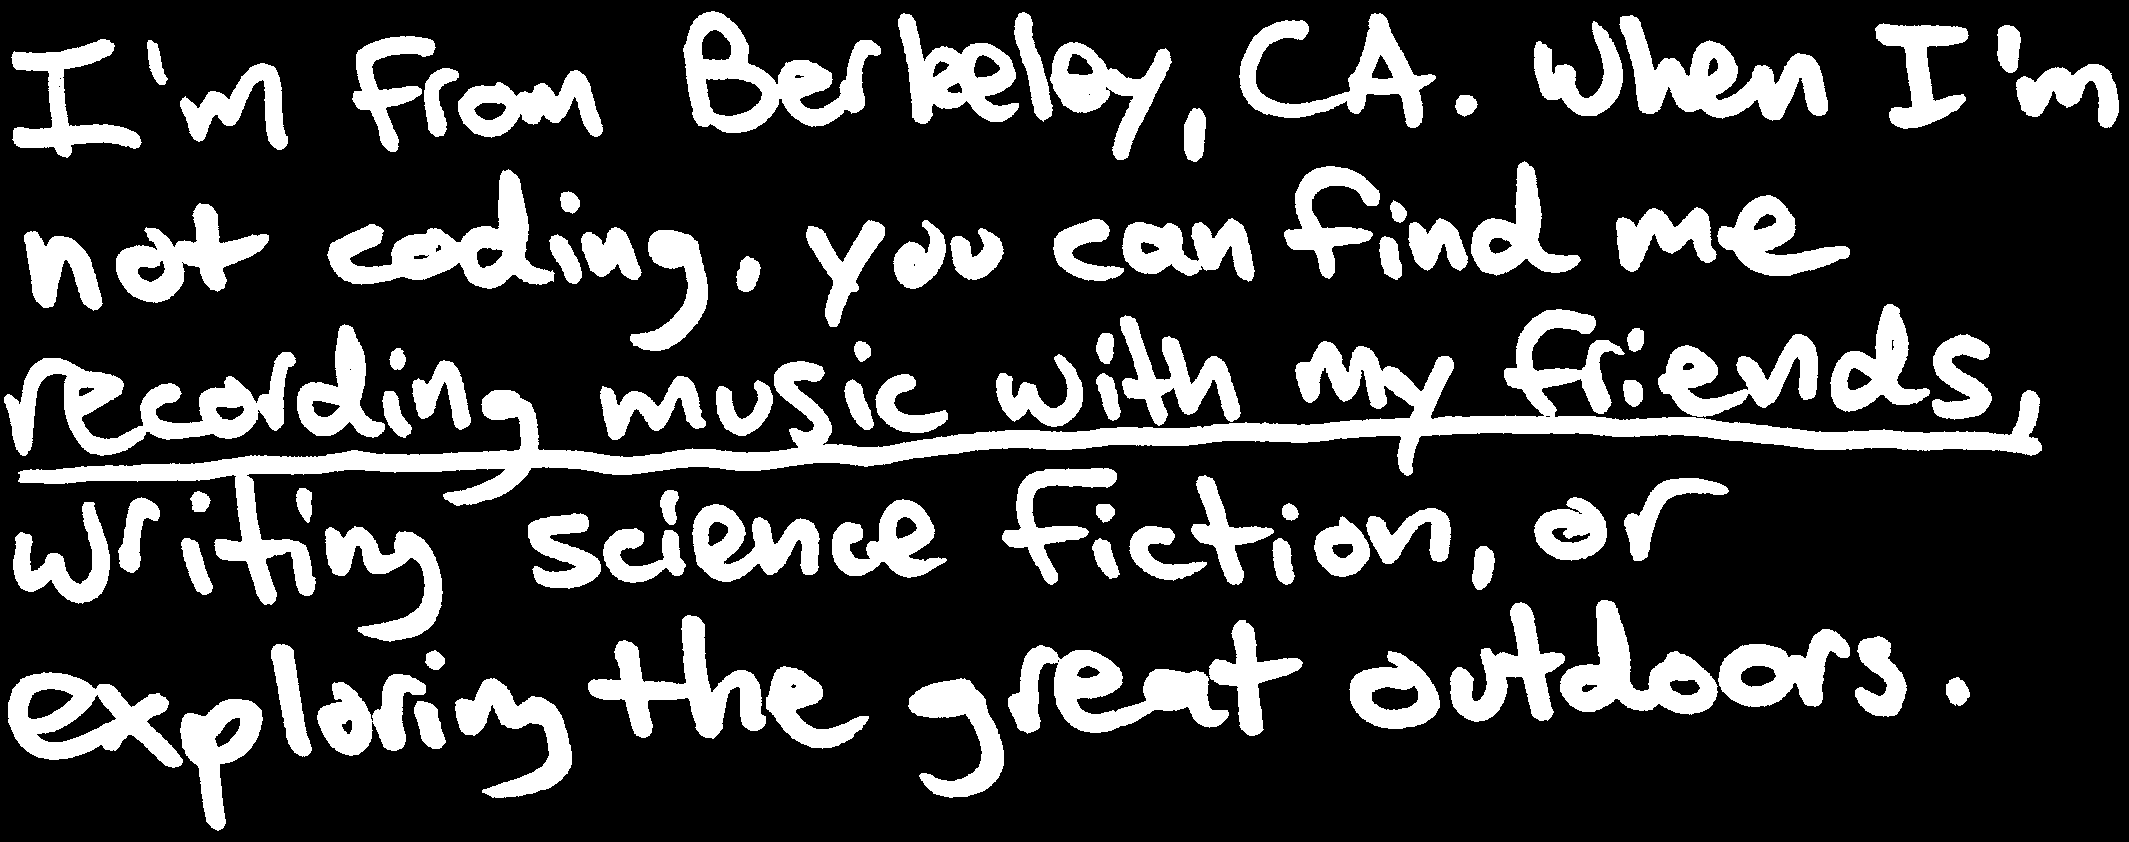 I'm from Berkeley, CA. When I'm
not coding, you can find me
recording music with my friends,
writing science fiction, or
exploring the great outdoors.